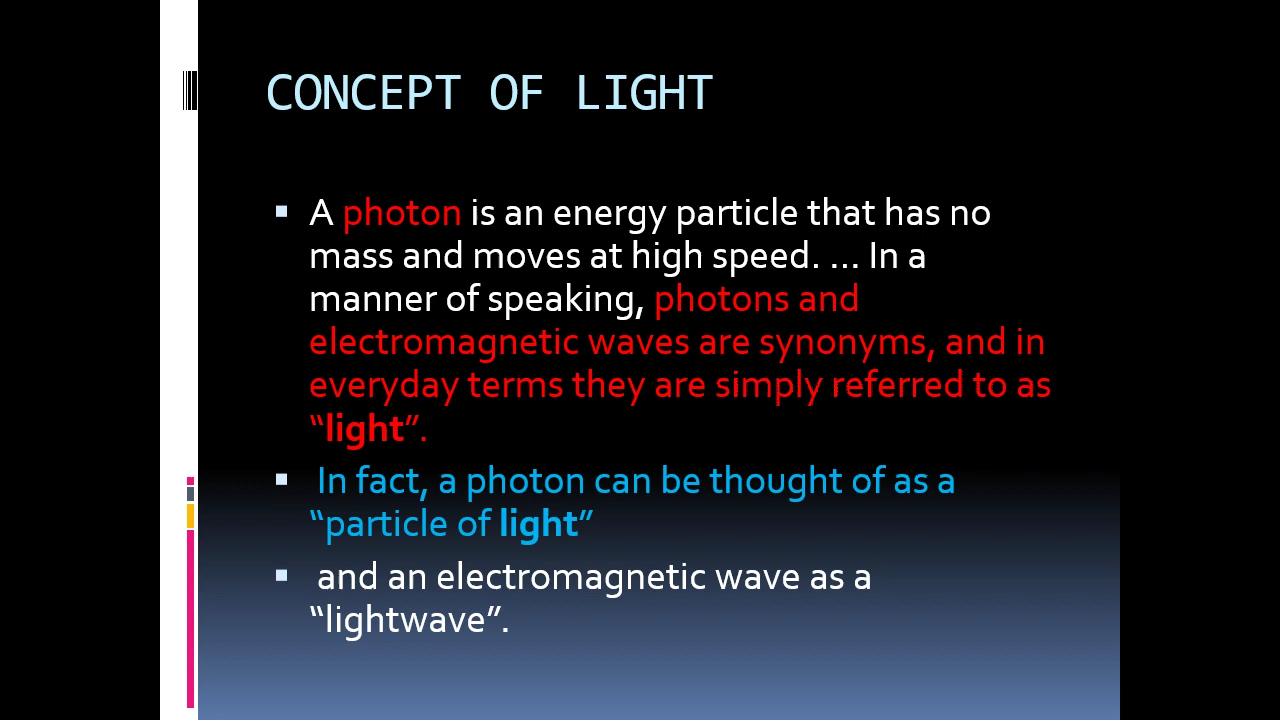 CONCEPT OF LIGHT
▪ A photon is an energy particle that has no
mass and moves at high speed. ... In a
manner of speaking, photons and
electromagnetic waves are synonyms, and in
everyday terms they are simply referred to as
“light”.
▪ In fact, a photon can be thought of as a
“particle of light”
▪ and an electromagnetic wave as a
“lightwave”.